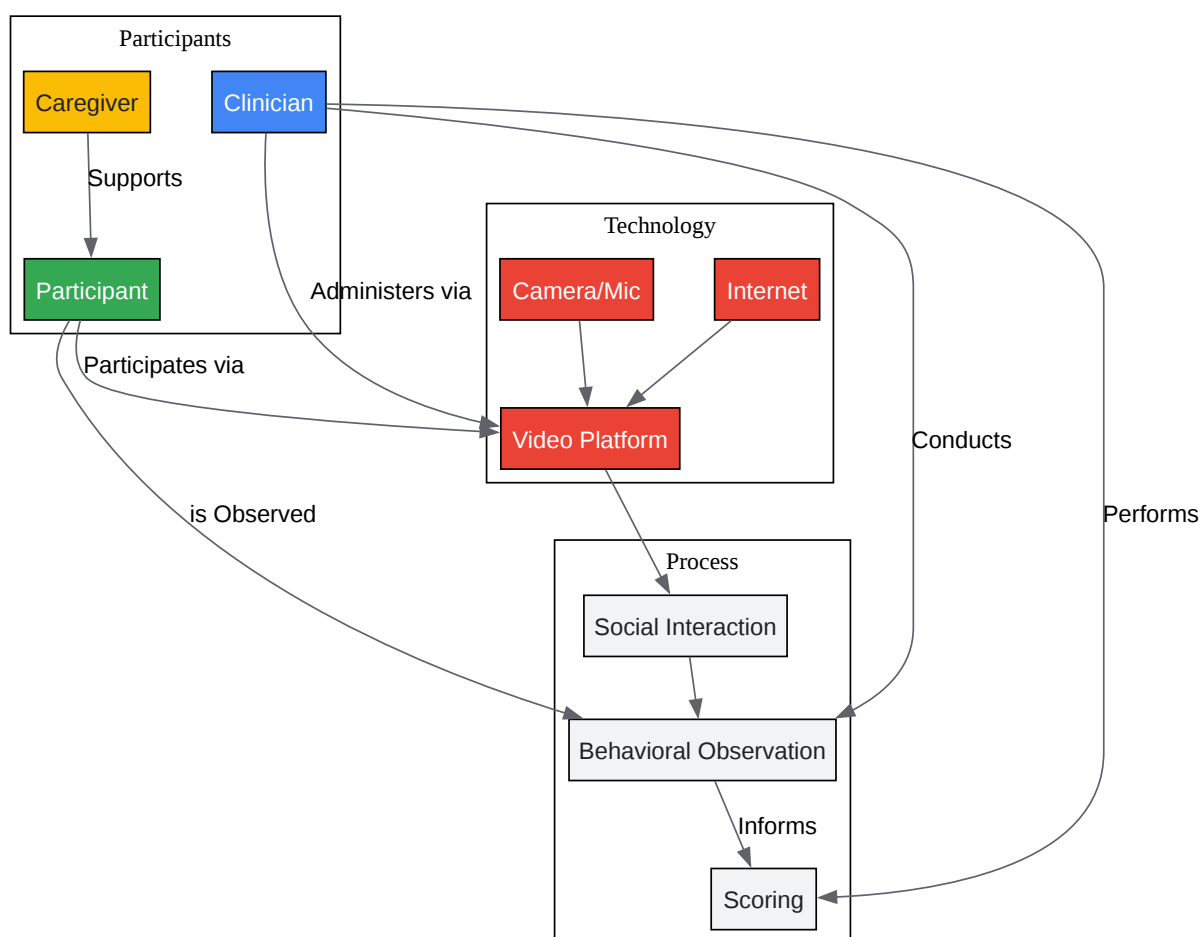 Participants
Caregiver
Clinician
Supports
Technology
Participant
Administers via
Camera/Mic
Internet
Participates via
Video Platform
Conducts
is Observed
Performs
Process
Social Interaction
Behavioral Observation
Informs
Scoring